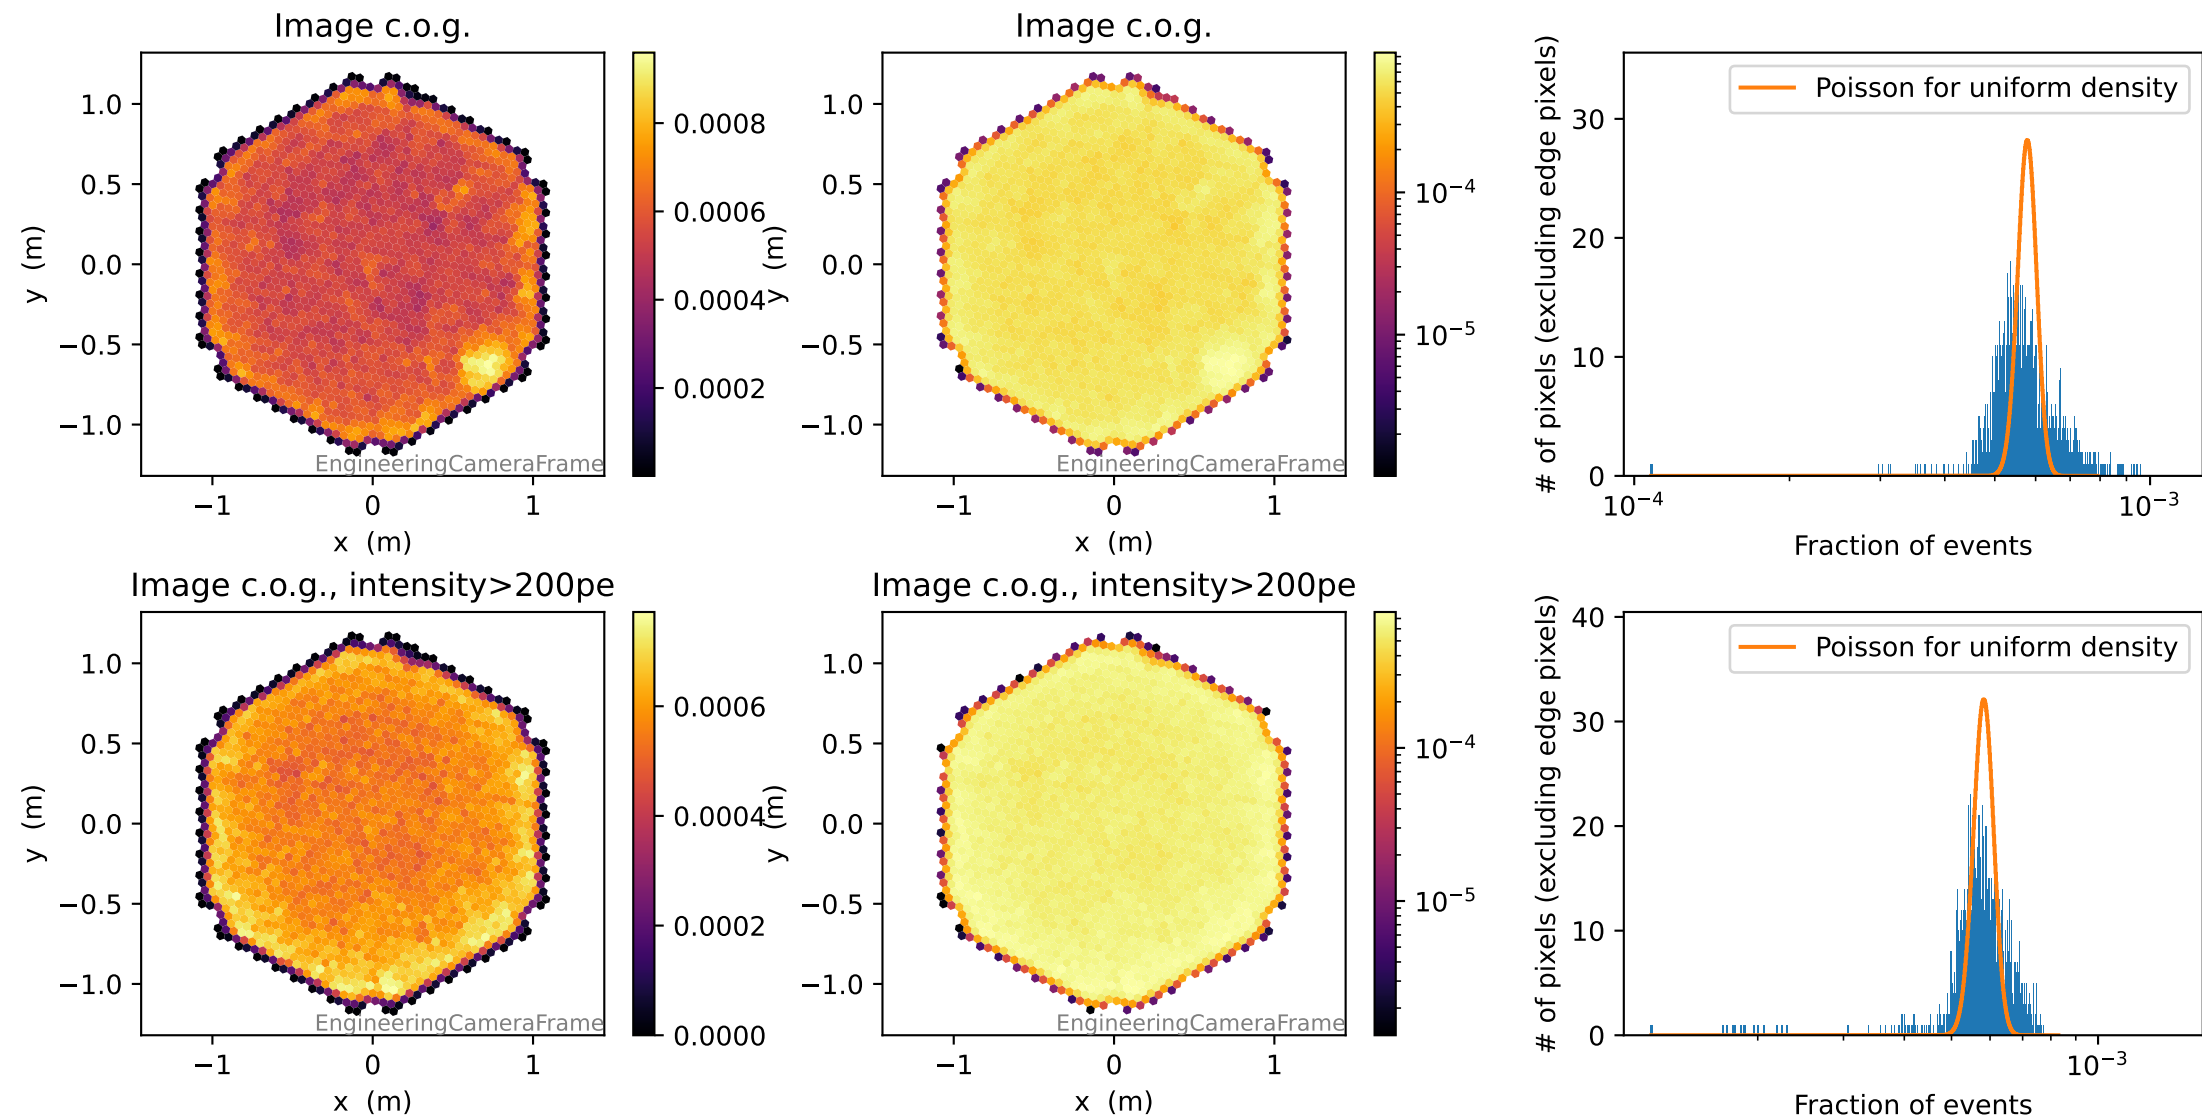 Image c.o.g.
y (m)
1.0
0.5
0.0
−0.5
−1.0
−1 0 1
x (m)
EngineeringCameraFrame
0.0008
0.0006
0.0004
0.0002
Image c.o.g.
y (m)
1.0
0.5
0.0
−0.5
−1.0
−1 0 1
x (m)
EngineeringCameraFrame
10⁻⁴
10⁻⁵
# of pixels (excluding edge pixels)
30
20
10
0
Poisson for uniform density
10⁻⁴ 10⁻³
Fraction of events
Image c.o.g., intensity>200pe
y (m)
1.0
0.5
0.0
−0.5
−1.0
−1 0 1
x (m)
EngineeringCameraFrame
0.0006
0.0004
0.0002
0.0000
Image c.o.g., intensity>200pe
y (m)
1.0
0.5
0.0
−0.5
−1.0
−1 0 1
x (m)
EngineeringCameraFrame
10⁻⁴
10⁻⁵
# of pixels (excluding edge pixels)
40
30
20
10
0
Poisson for uniform density
10⁻³
Fraction of events